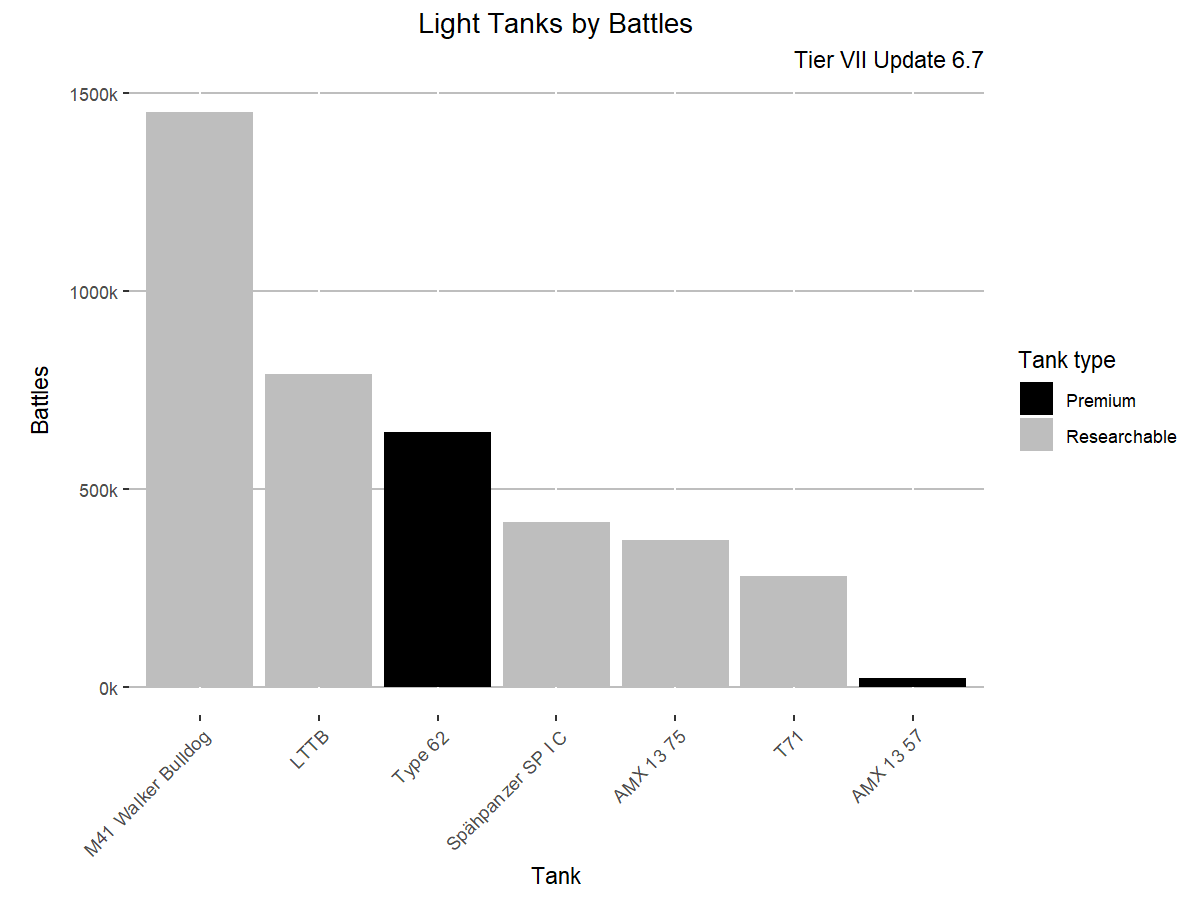 Light Tanks by Battles
Tier VII Update 6.7
1500k
1000k
500k
0k
Battles
M41 Walker Bulldog
LTTB
Type 62
Spähpanzer SP I C
AMX 13 75
T71
AMX 13 57
Tank
Tank type
Premium
Researchable